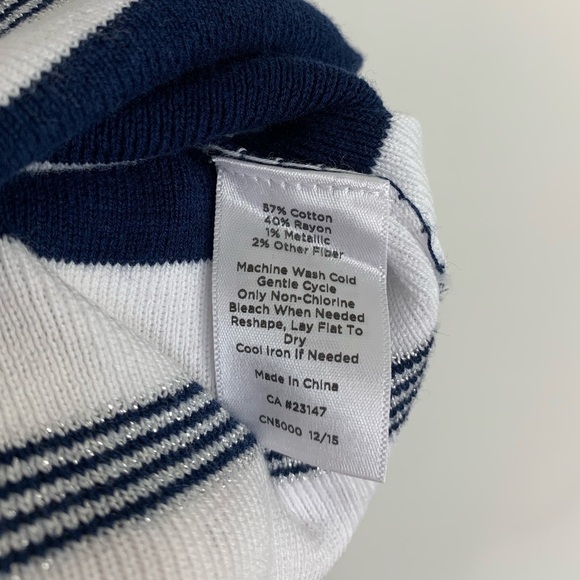 57% Cotton
40% Rayon
1% Metallic
2% Other Fiber
Machine Wash Cold
Gentle Cycle
Only Non-Chlorine
Bleach When Needed
Reshape, Lay Flat To
Dry
Cool Iron If Needed
Made In China
CA #23147
CN5000 12/15